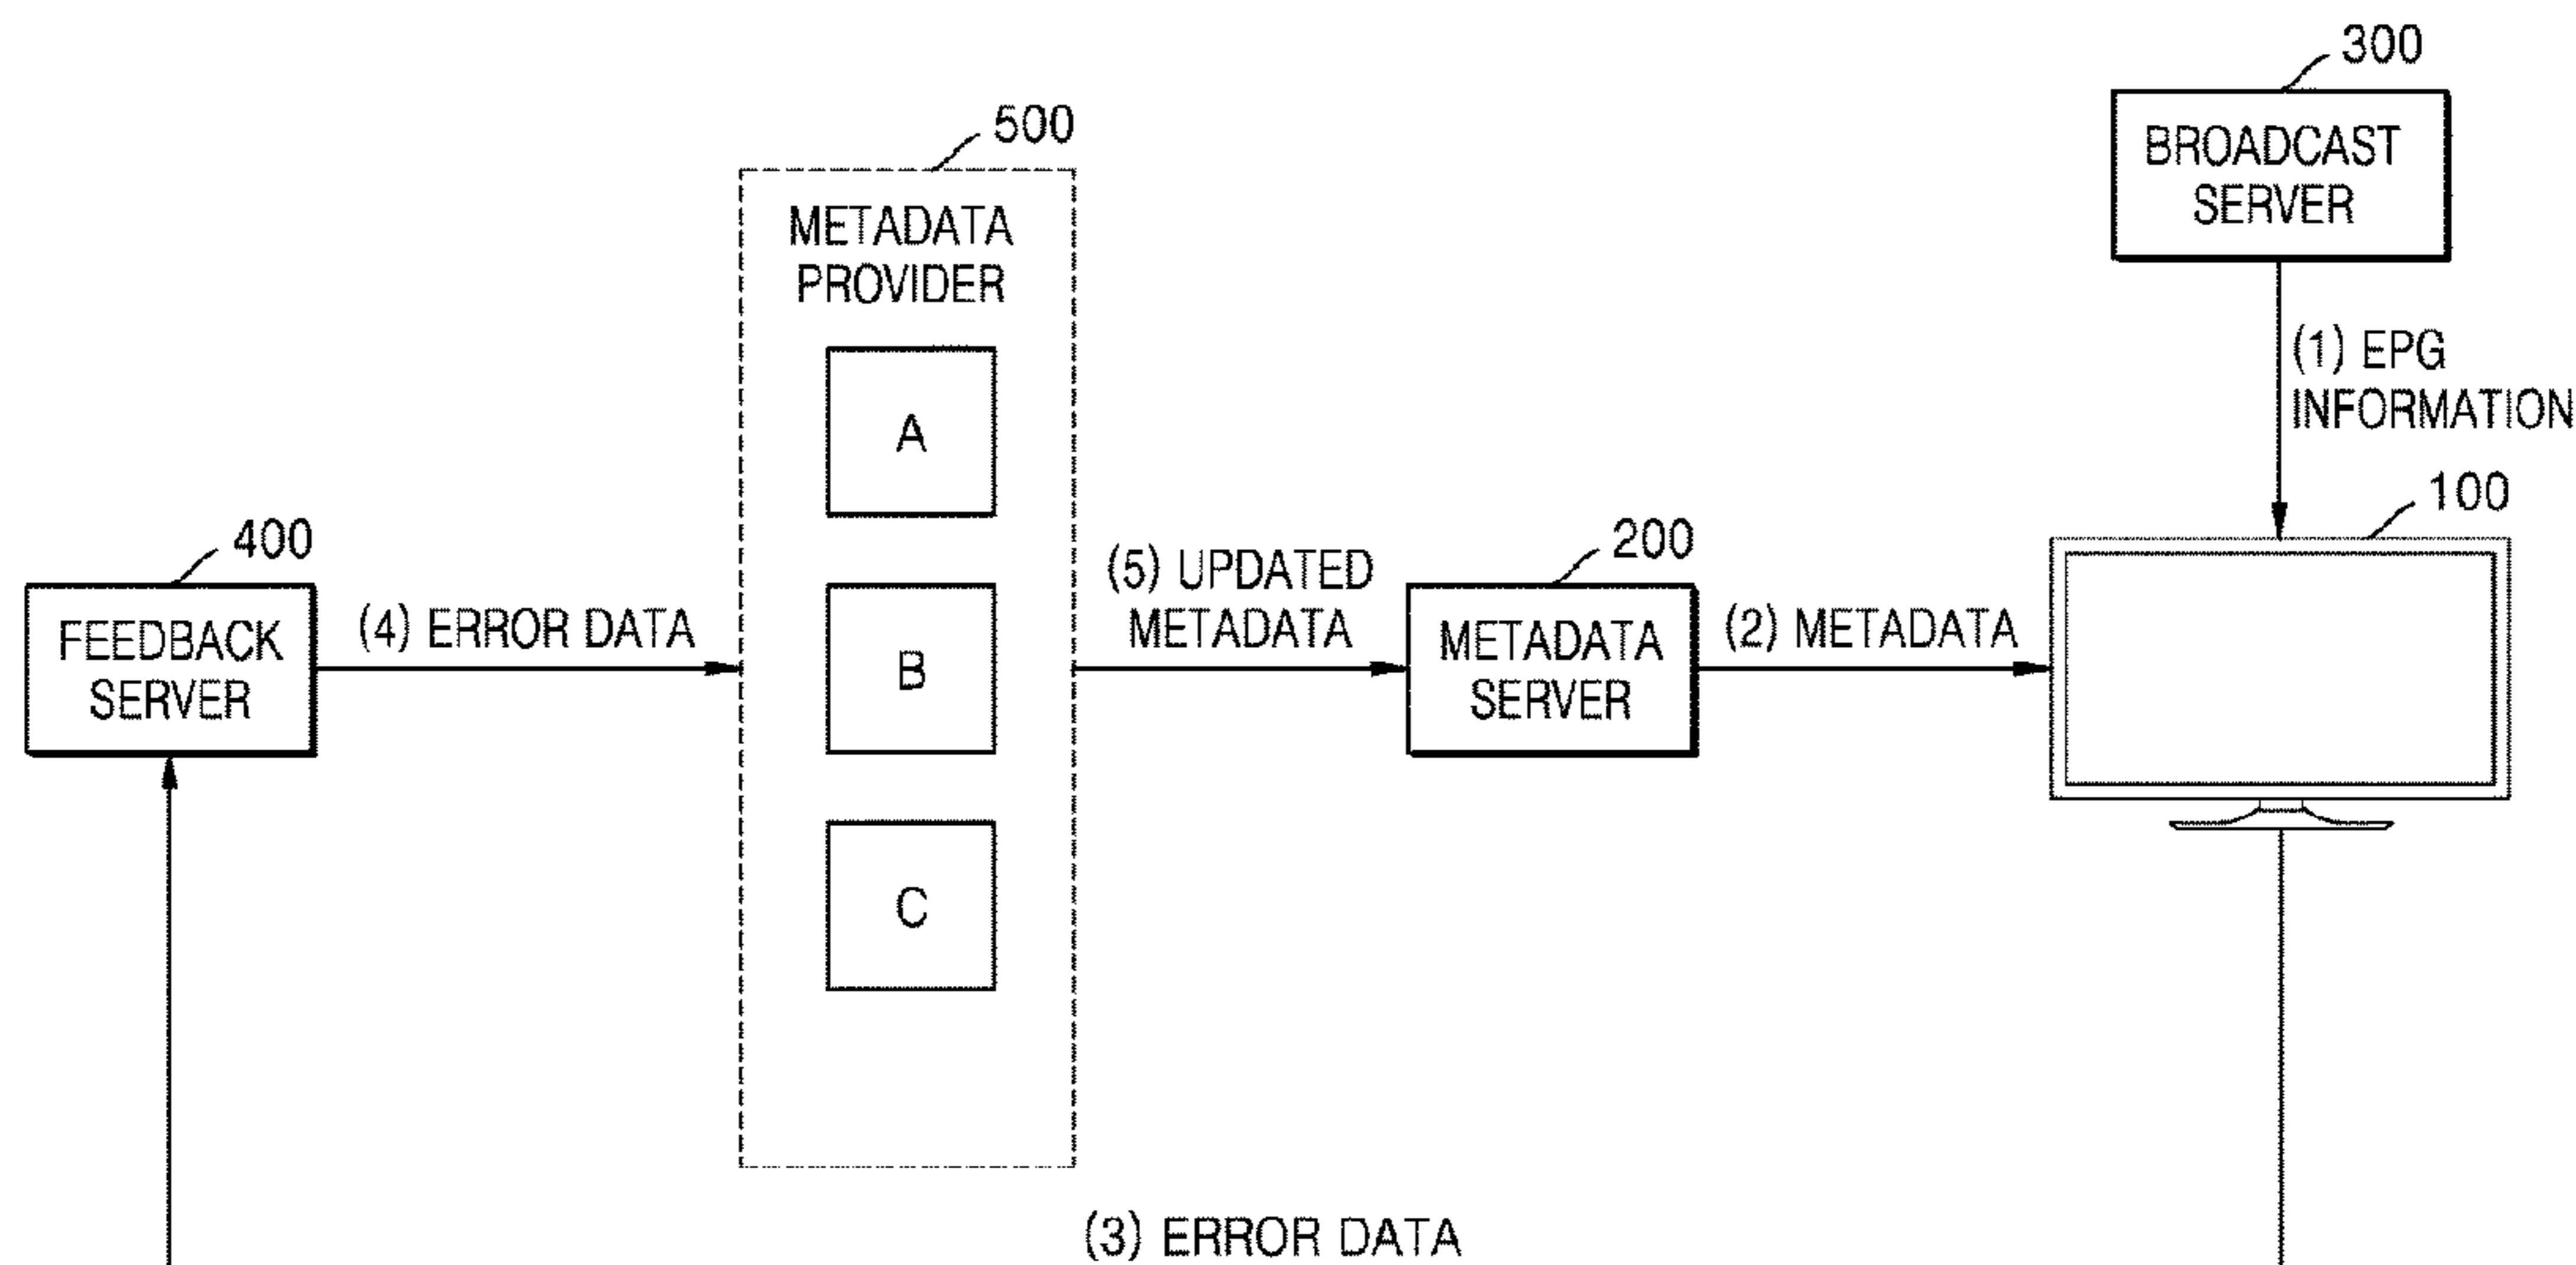 300
BROADCAST
SERVER
(1) EPG
INFORMATION
500
METADATA
PROVIDER
A
B
C
400
FEEDBACK
SERVER
(4) ERROR DATA
(5) UPDATED
METADATA
200
METADATA
SERVER
(2) METADATA
100
(3) ERROR DATA